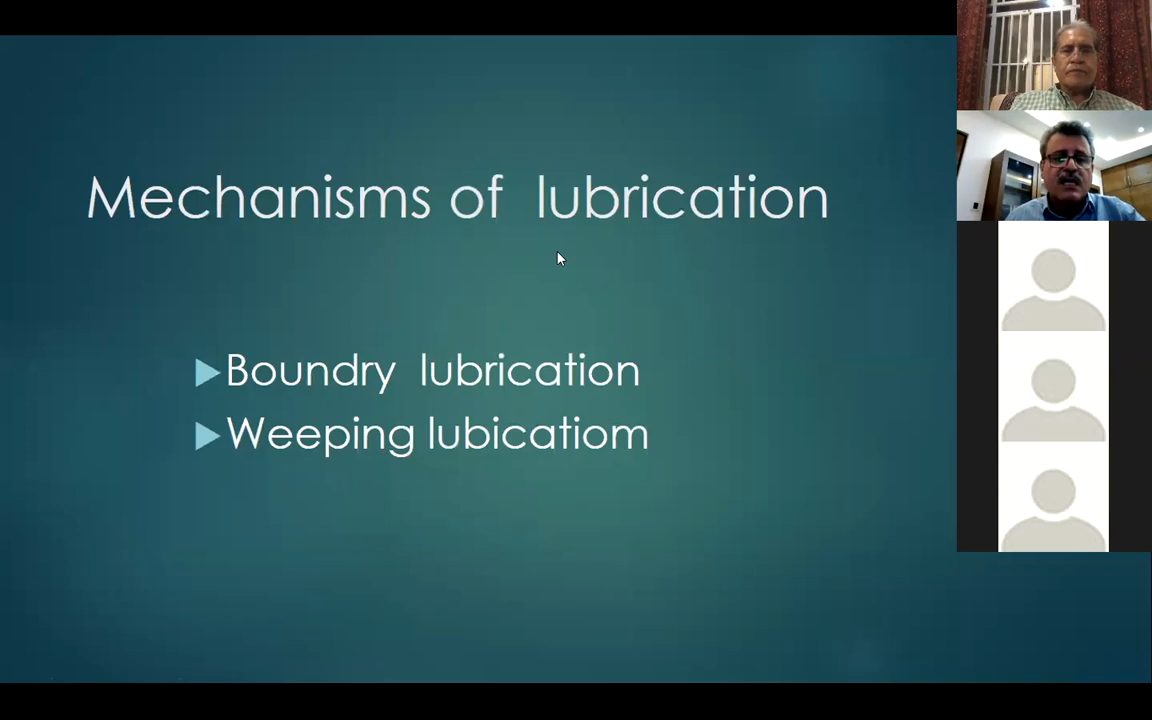 Mechanisms of lubrication
Boundry lubrication
Weeping lubicatiom